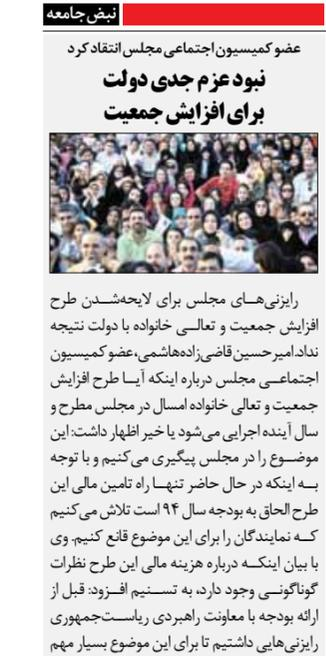 نبض جامعه
عضو کمیسیون اجتماعی مجلس انتقاد کرد
نبود عزم جدی دولت
برای افزایش جمعیت
رایزنی‌های مجلس برای لایحه‌شدن طرح
افزایش جمعیت و تعالی خانواده با دولت نتیجه
نداد. امیرحسین قاضی‌زاده‌هاشمی، عضو کمیسیون
اجتماعی مجلس درباره اینکه آیا طرح افزایش
جمعیت و تعالی خانواده امسال در مجلس مطرح و
سال آینده اجرایی می‌شود یا خیر اظهار داشت: این
موضوع را در مجلس پیگیری می‌کنیم و با توجه
به اینکه در حال حاضر تنها راه تامین مالی این
طرح الحاق به بودجه سال ۹۴ است تلاش می‌کنیم
که نمایندگان را برای این موضوع قانع کنیم. وی
با بیان اینکه درباره هزینه مالی این طرح نظرات
گوناگونی وجود دارد، به تسنیم افزود: قبل از
ارائه بودجه با معاونت راهبردی ریاست‌جمهوری
رایزنی‌هایی داشتیم تا برای این موضوع بسیار مهم